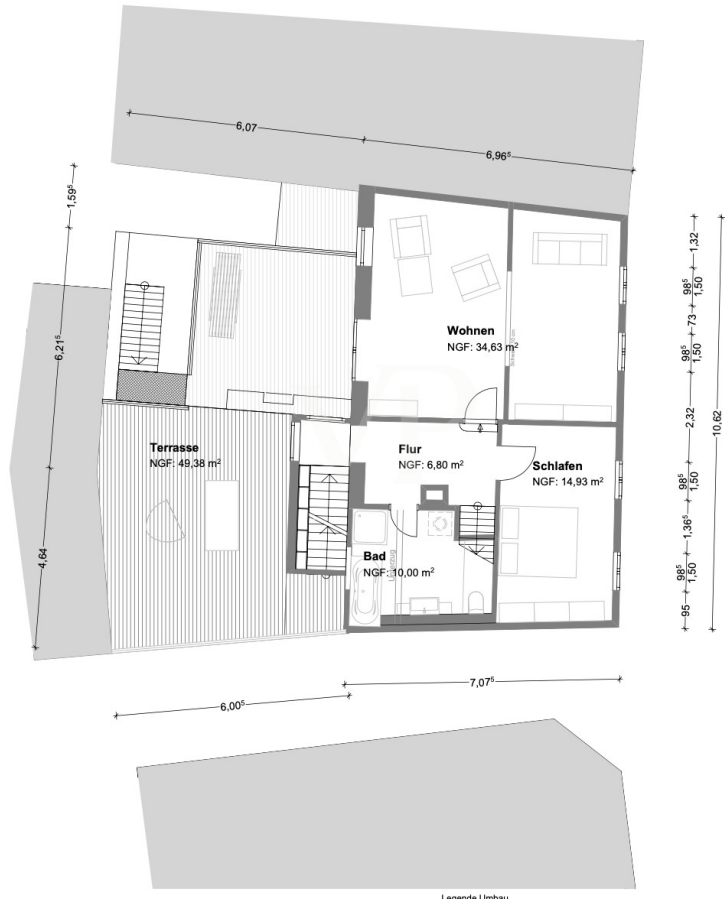 6,07
6,96⁵
1,59⁵
6,21⁵
4,64
Wohnen
NGF: 34,63 m²
Terrasse
NGF: 49,38 m²
Flur
NGF: 6,80 m²
Schlafen
NGF: 14,93 m²
Bad
NGF: 10,00 m²
1,32
98⁵
1,50
73
98⁵
1,50
2,32
98⁵
1,50
1,36⁵
98⁵
1,50
95
10,62
7,07⁵
6,00⁵
Legende Umbau